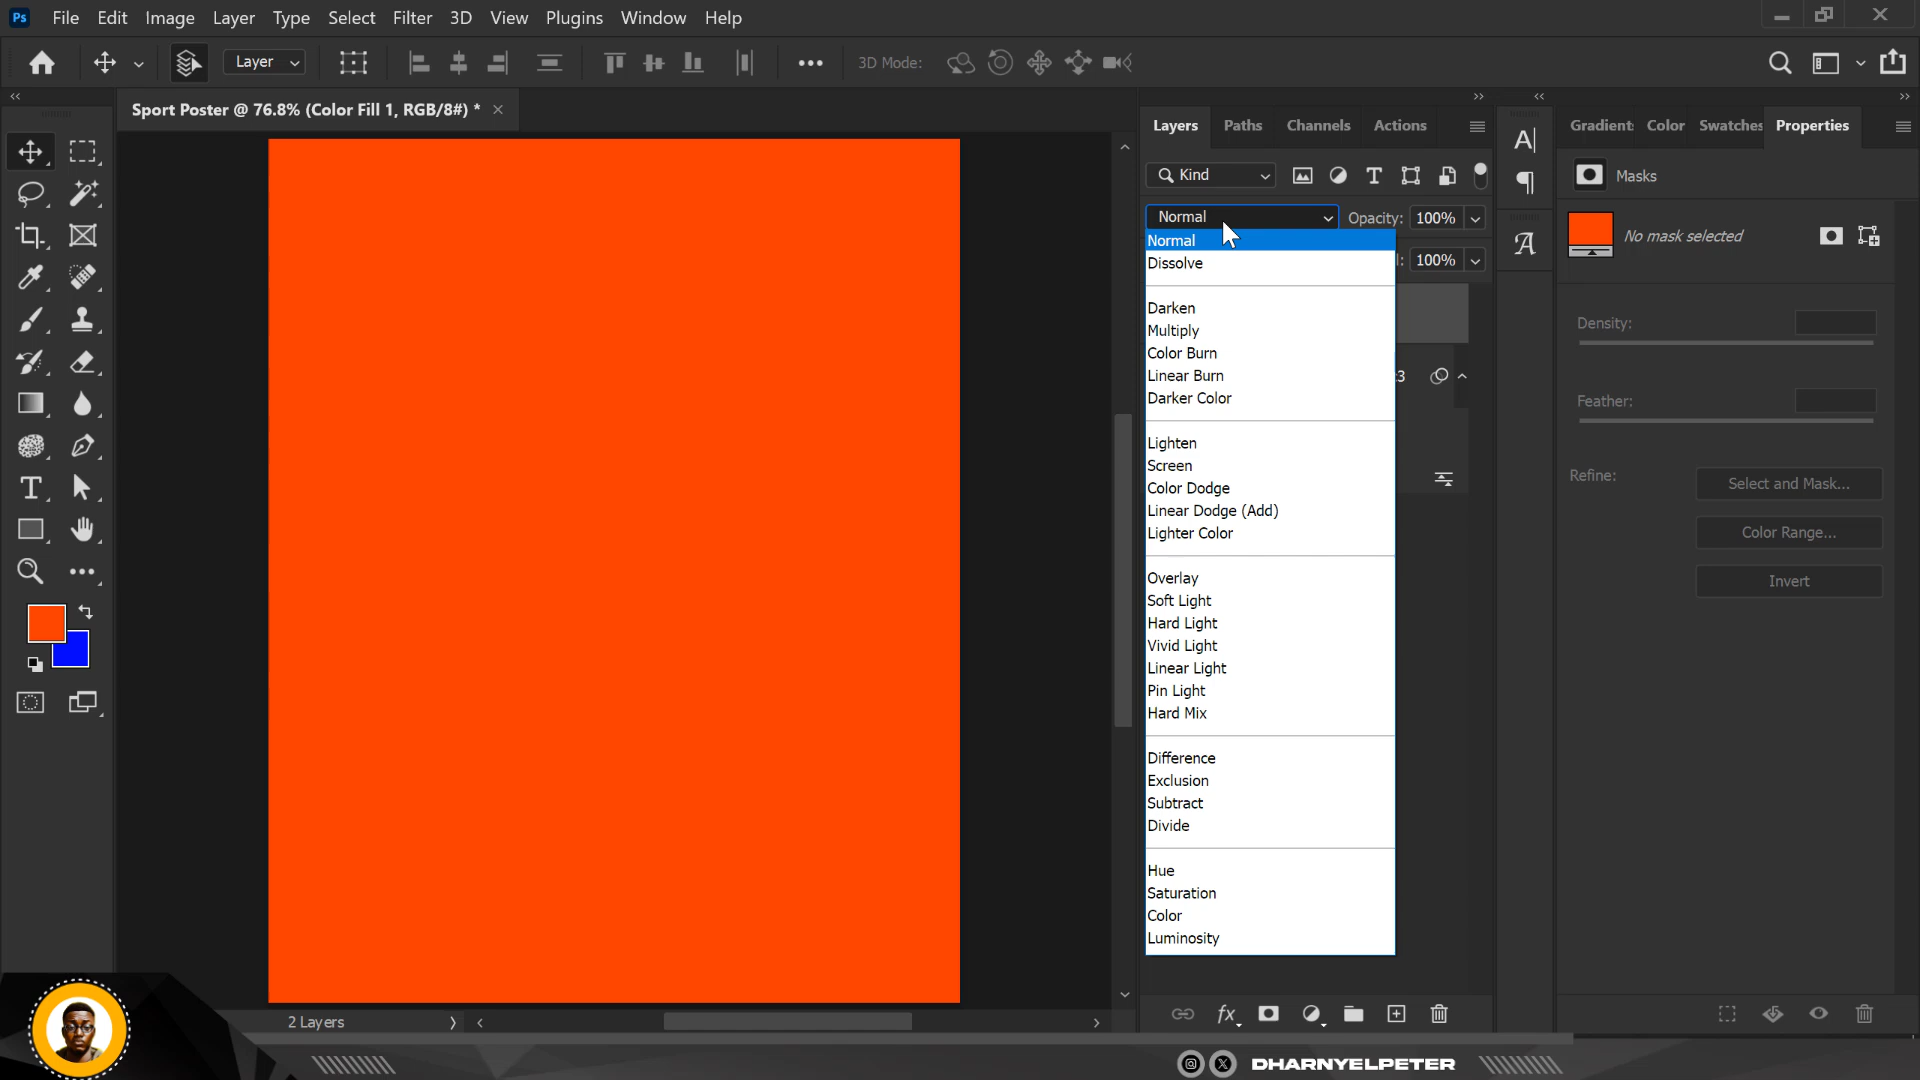 Ps File Edit Image Layer Type Select Filter 3D View Plugins Window Help
Layer 3D Mode:
Sport Poster @ 76.8% (Color Fill 1, RGB/8#) *
Layers Paths Channels Actions
Gradient Color Swatches Properties
Kind
Masks
Normal Opacity: 100%
No mask selected
Normal
Dissolve
: 100%
Darken
Multiply
Color Burn
Linear Burn
Darker Color
Lighten
Screen
Color Dodge
Linear Dodge (Add)
Lighter Color
Overlay
Soft Light
Hard Light
Vivid Light
Linear Light
Pin Light
Hard Mix
Difference
Exclusion
Subtract
Divide
Hue
Saturation
Color
Luminosity
Density:
Feather:
Refine:
Select and Mask...
Color Range...
Invert
2 Layers
fx
DHARNYELPETER